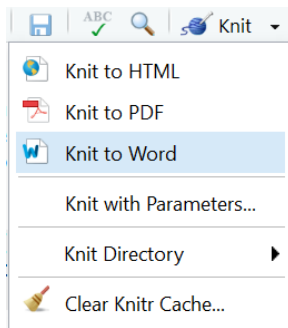 ABC
Knit
Knit to HTML
Knit to PDF
W
Knit to Word
Knit with Parameters...
Knit Directory
Clear Knitr Cache...